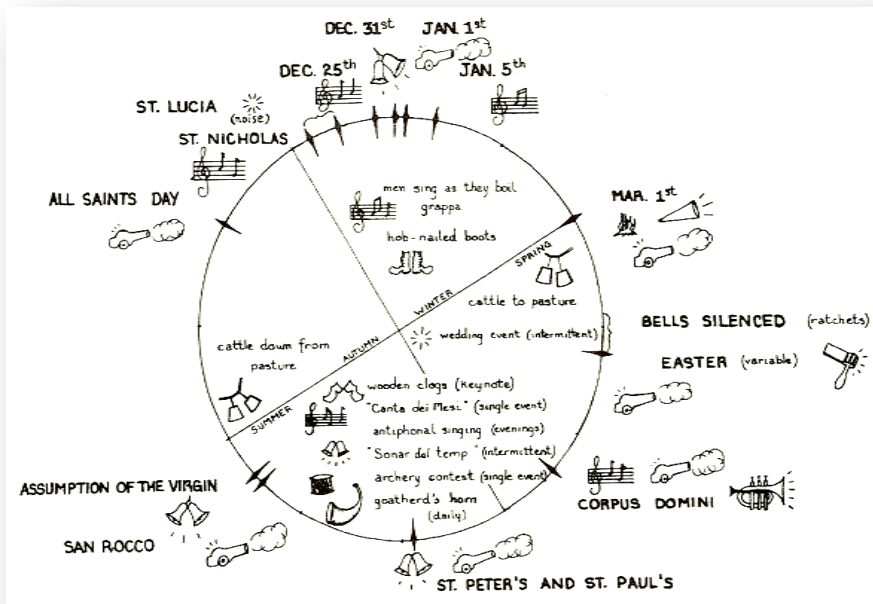 DEC. 31st
JAN. 1st
DEC. 25th
JAN. 5th
ST. LUCIA
(noise)
ST. NICHOLAS
ALL SAINTS DAY
men sing as they boil
grappa
hob-nailed boots
MAR. 1st
SPRING
WINTER
cattle to pasture
AUTUMN
SUMMER
wedding event (intermittent)
BELLS SILENCED (ratchets)
EASTER (variable)
cattle down from
pasture
wooden clogs (keynote)
"Canta dei Mesi" (single event)
antiphonal singing (evenings)
"Sonar dal temp" (intermittent)
archery contest (single event)
goatherd's horn
(daily)
CORPUS DOMINI
ASSUMPTION OF THE VIRGIN
SAN ROCCO
ST. PETER'S AND ST. PAUL'S